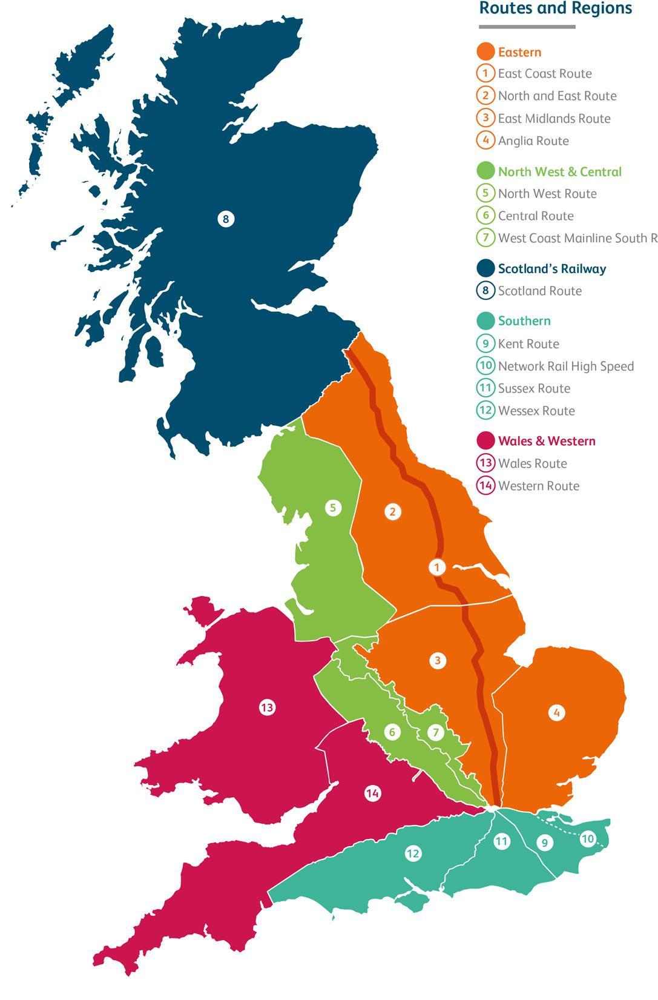 Routes and Regions
Eastern
1 East Coast Route
2 North and East Route
3 East Midlands Route
4 Anglia Route
North West & Central
5 North West Route
6 Central Route
7 West Coast Mainline South R
Scotland’s Railway
8 Scotland Route
Southern
9 Kent Route
10 Network Rail High Speed
11 Sussex Route
12 Wessex Route
Wales & Western
13 Wales Route
14 Western Route
8
5
2
1
3
13
4
6
7
14
11
9
10
12